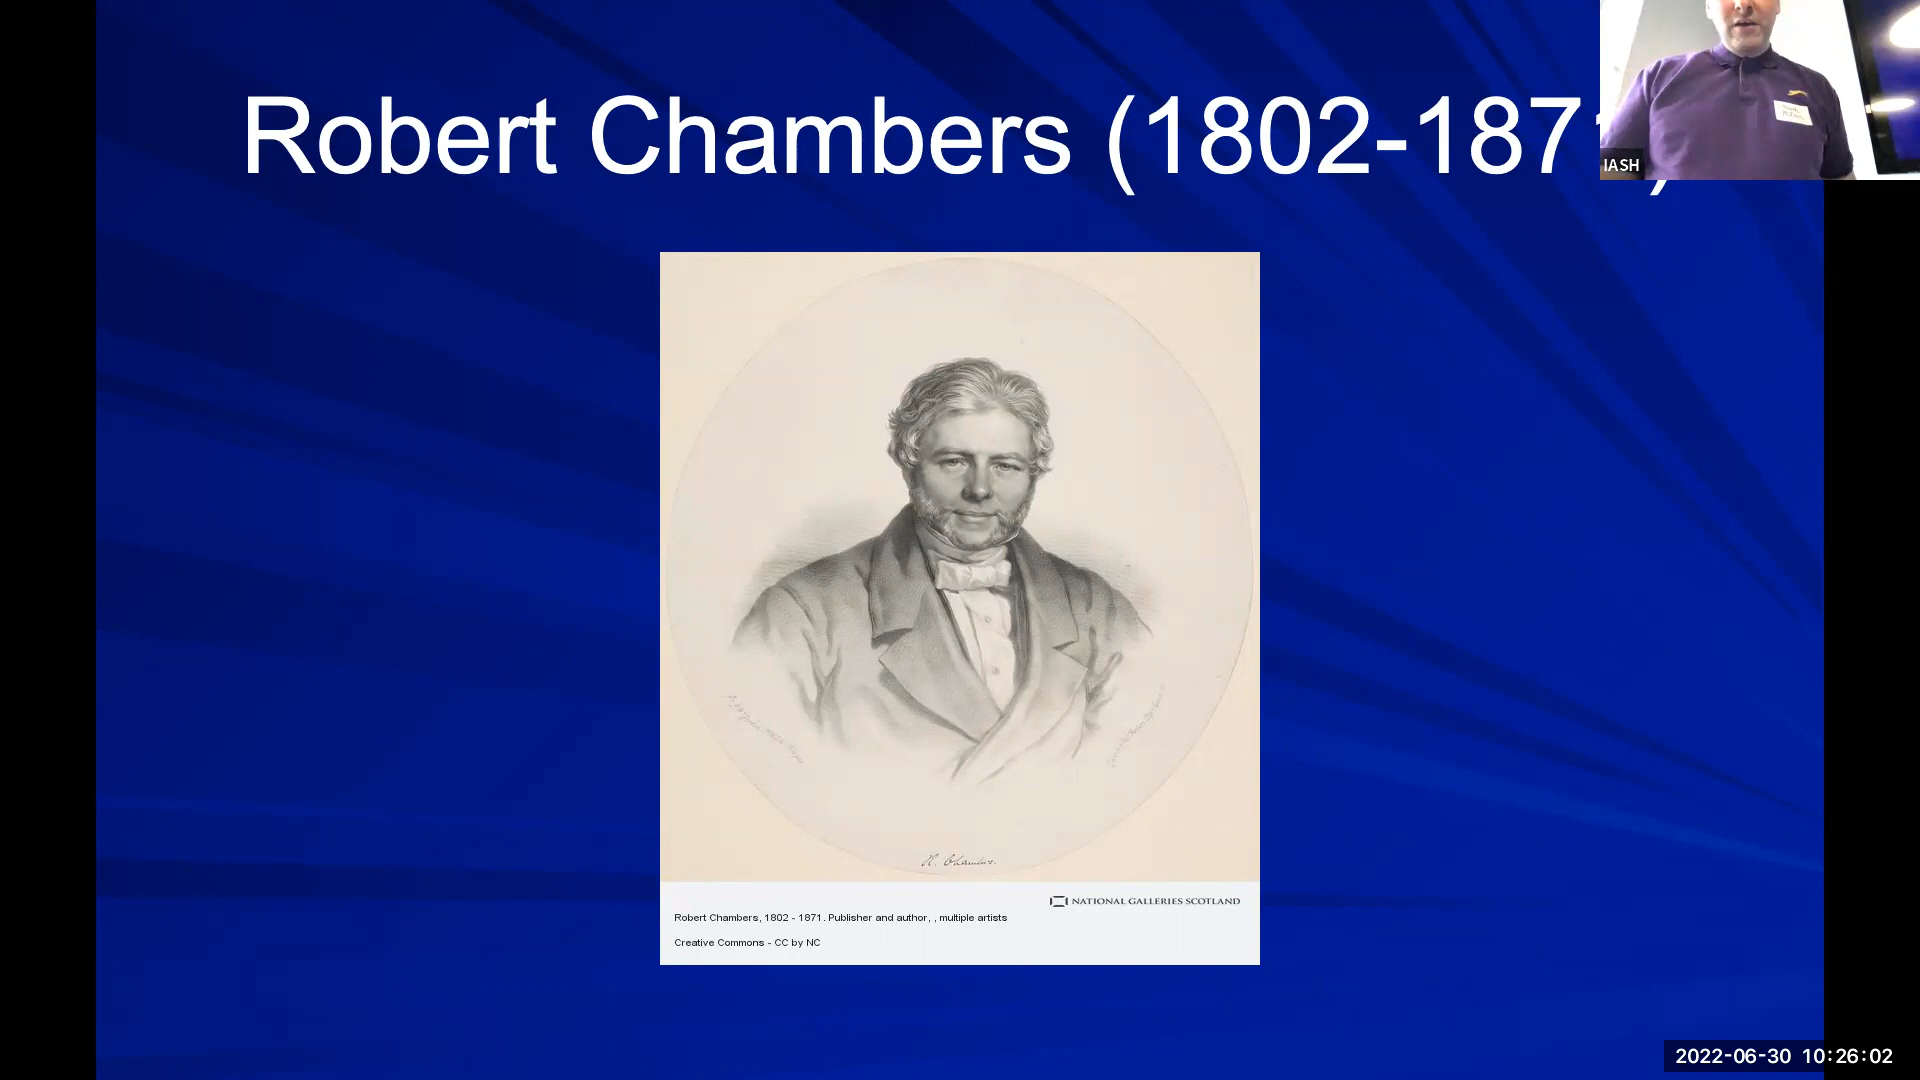 Robert Chambers (1802-1871)
IASH
R. Chambers.
NATIONAL GALLERIES SCOTLAND
Robert Chambers, 1802 - 1871. Publisher and author, , multiple artists
Creative Commons - CC by NC
2022-06-30 10:26:02